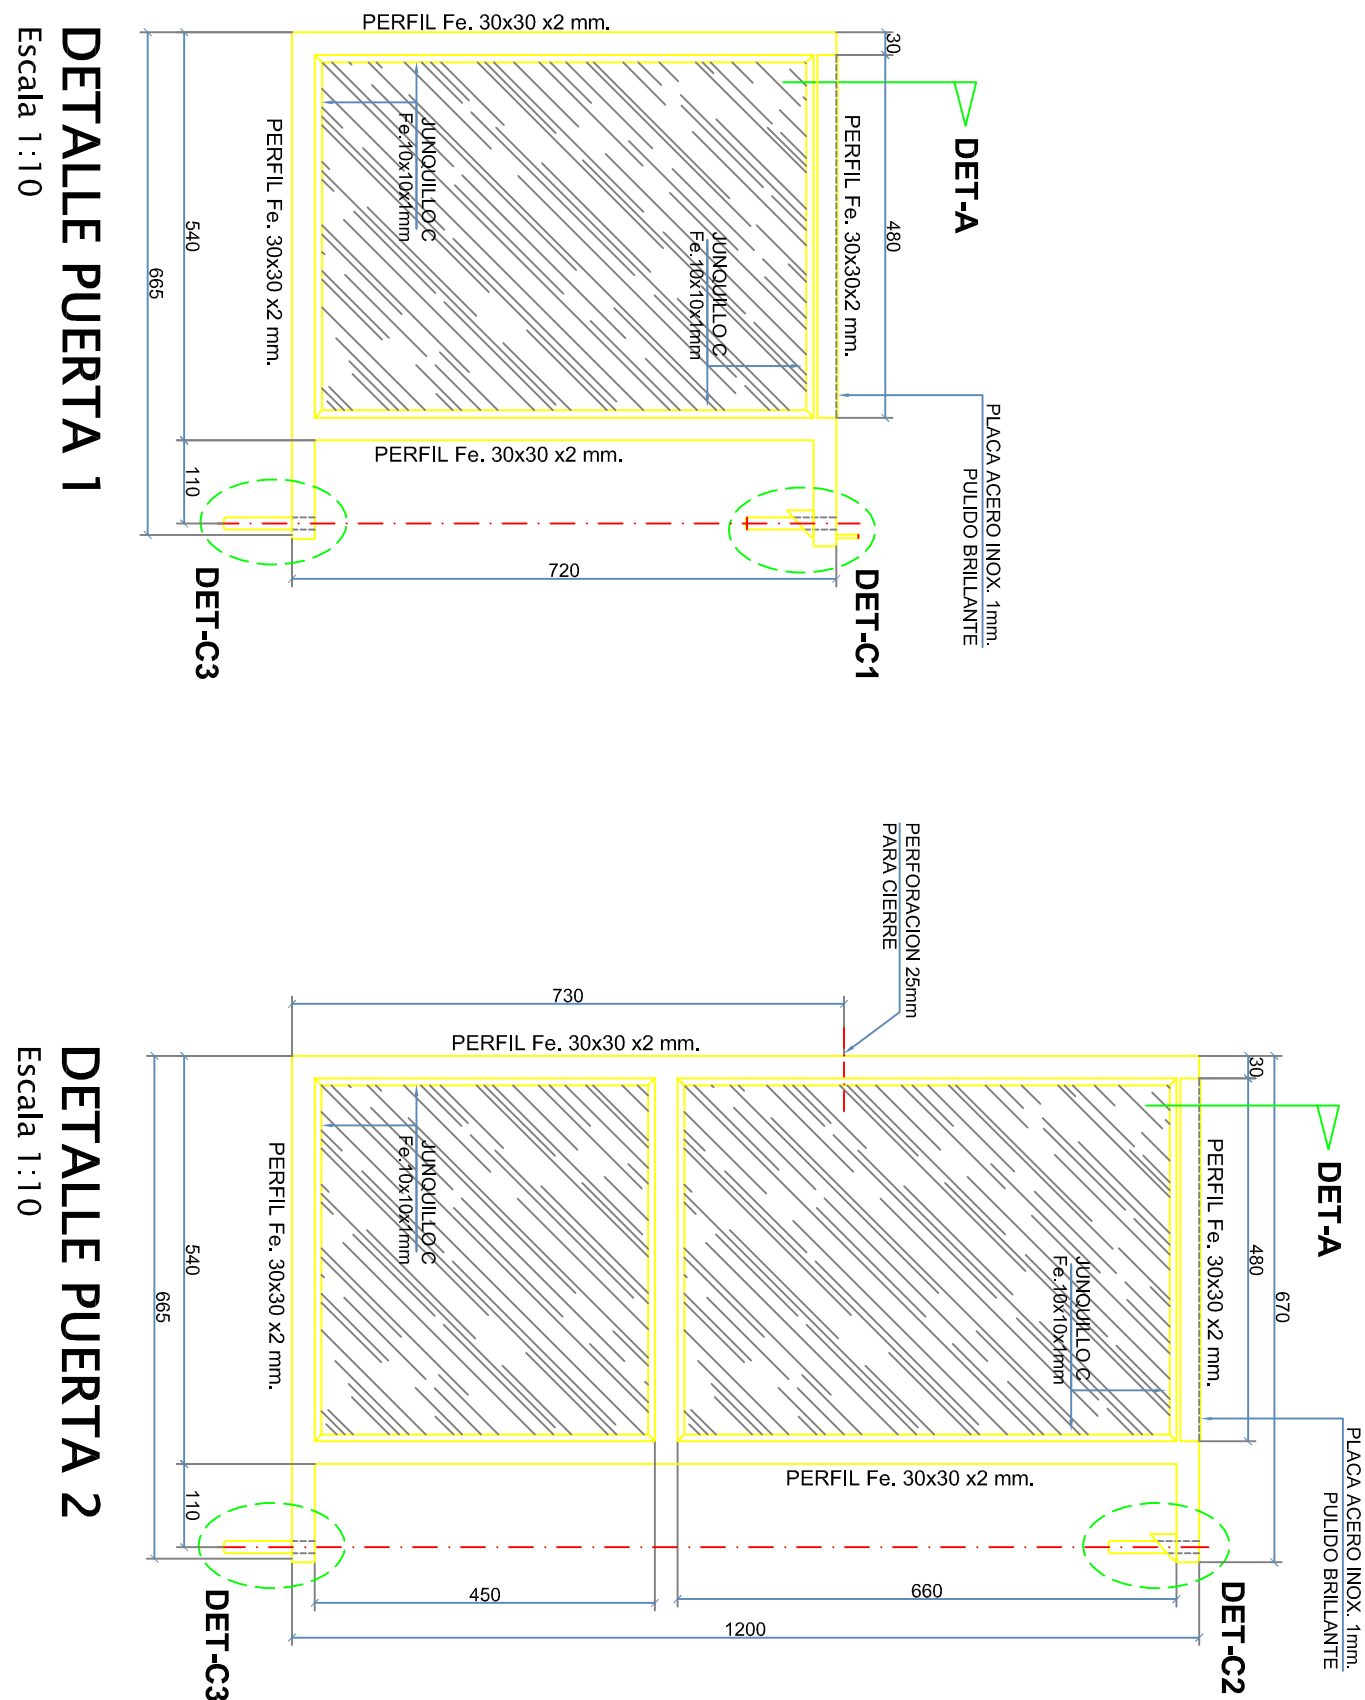 DETALLE PUERTA 1
Escala 1:10
PERFIL Fe. 30x30 x2 mm.
30
480
DET-A
PERFIL Fe. 30x30x2 mm.
PLACA ACERO INOX. 1mm.
PULIDO BRILLANTE
JUNQUILLO C
Fe.10x10x1mm
JUNQUILLO C
Fe.10x10x1mm
PERFIL Fe. 30x30 x2 mm.
540
665
110
PERFIL Fe. 30x30 x2 mm.
720
DET-C1
DET-C3
DETALLE PUERTA 2
Escala 1:10
PERFORACION 25mm
PARA CIERRE
730
PERFIL Fe. 30x30 x2 mm.
30
480
670
DET-A
PERFIL Fe. 30x30 x2 mm.
PLACA ACERO INOX. 1mm.
PULIDO BRILLANTE
JUNQUILLO C
Fe.10x10x1mm
JUNQUILLO C
Fe.10x10x1mm
PERFIL Fe. 30x30 x2 mm.
540
665
110
PERFIL Fe. 30x30 x2 mm.
450
660
1200
DET-C2
DET-C3